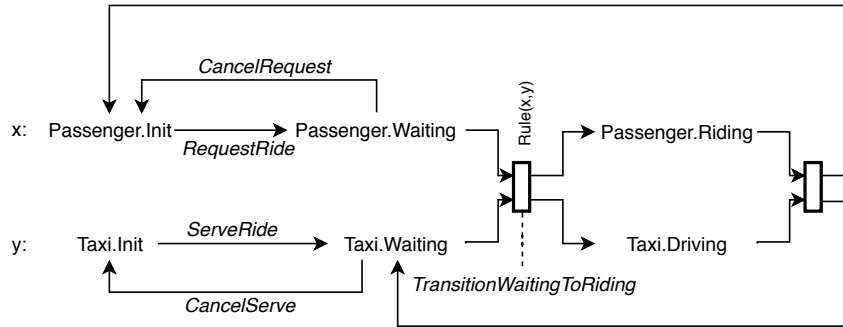 CancelRequest
Rule(x,y)
x: Passenger.Init Passenger.Waiting Passenger.Riding
RequestRide
ServeRide
y: Taxi.Init Taxi.Waiting Taxi.Driving
TransitionWaitingToRiding
CancelServe